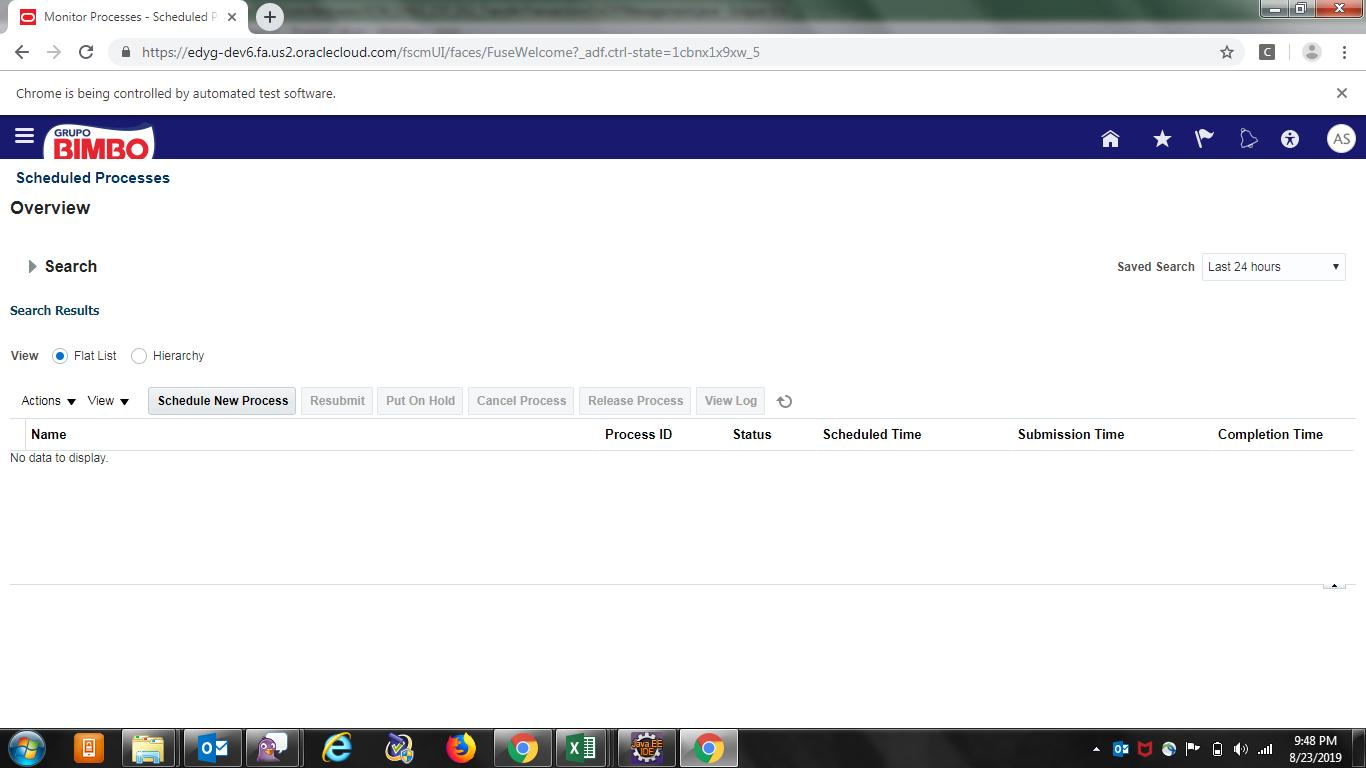 Monitor Processes - Scheduled P
https://edyg-dev6.fa.us2.oraclecloud.com/fscmUI/faces/FuseWelcome?_adf.ctrl-state=1cbnx1x9xw_5
C
Chrome is being controlled by automated test software.
GRUPO
BIMBO
AS
Scheduled Processes
Overview
Search
Saved Search Last 24 hours
Search Results
View Flat List Hierarchy
Actions View Schedule New Process Resubmit Put On Hold Cancel Process Release Process View Log
Name Process ID Status Scheduled Time Submission Time Completion Time
No data to display.
Java EE
IDE
9:48 PM
8/23/2019